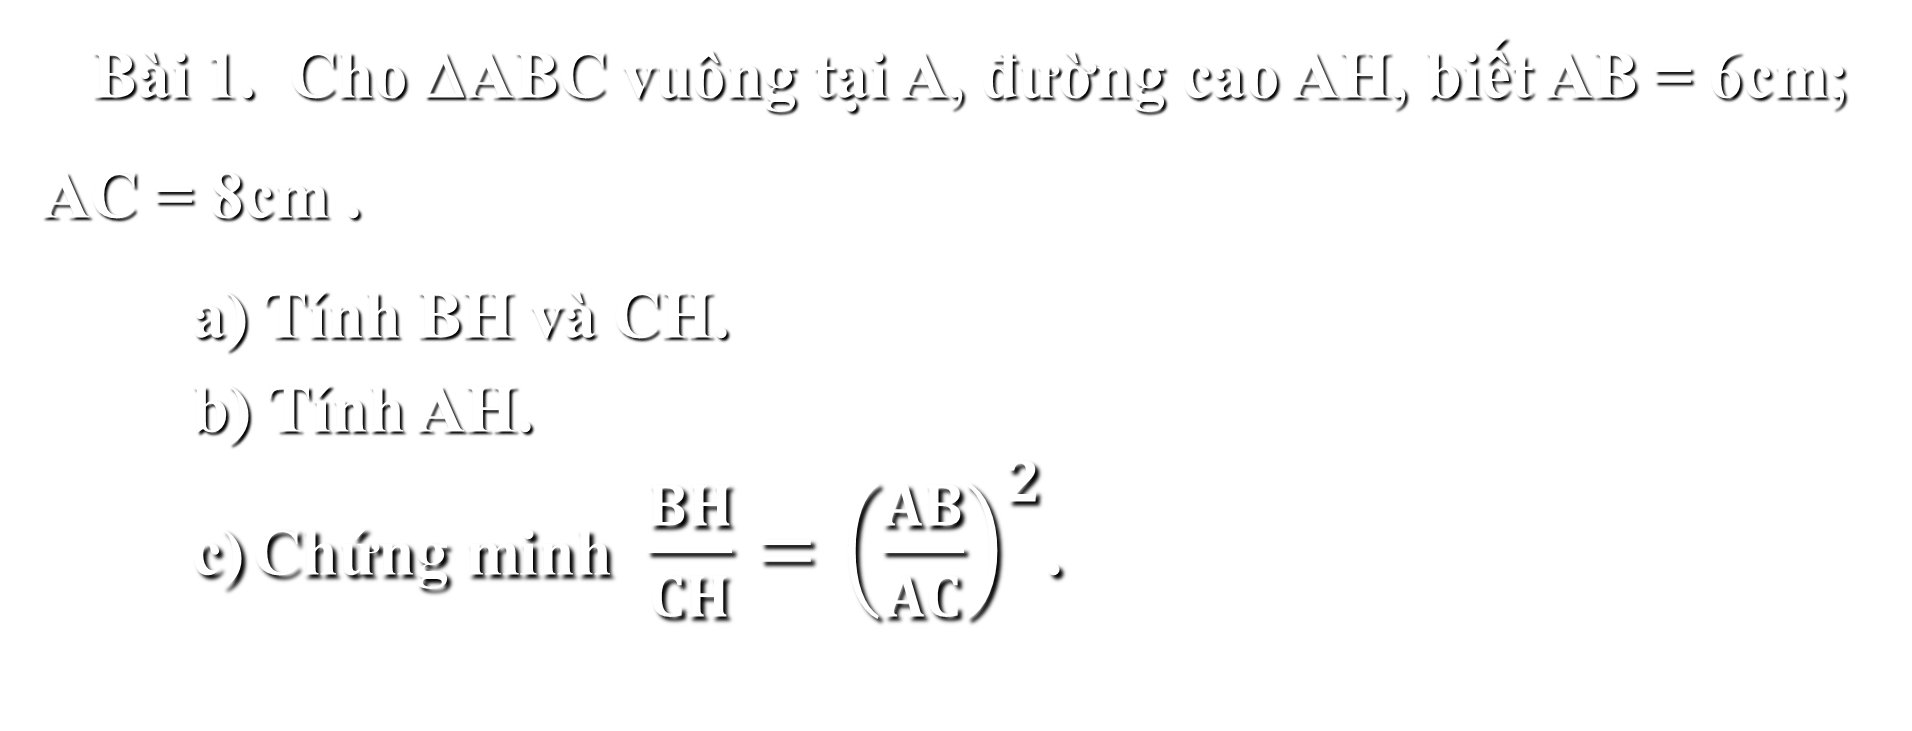 Bài 1. Cho ΔABC vuông tại A, đường cao AH, biết AB = 6cm;
AC = 8cm .
a) Tính BH và CH.
b) Tính AH.
c) Chứng minh BH/CH = (AB/AC)² .